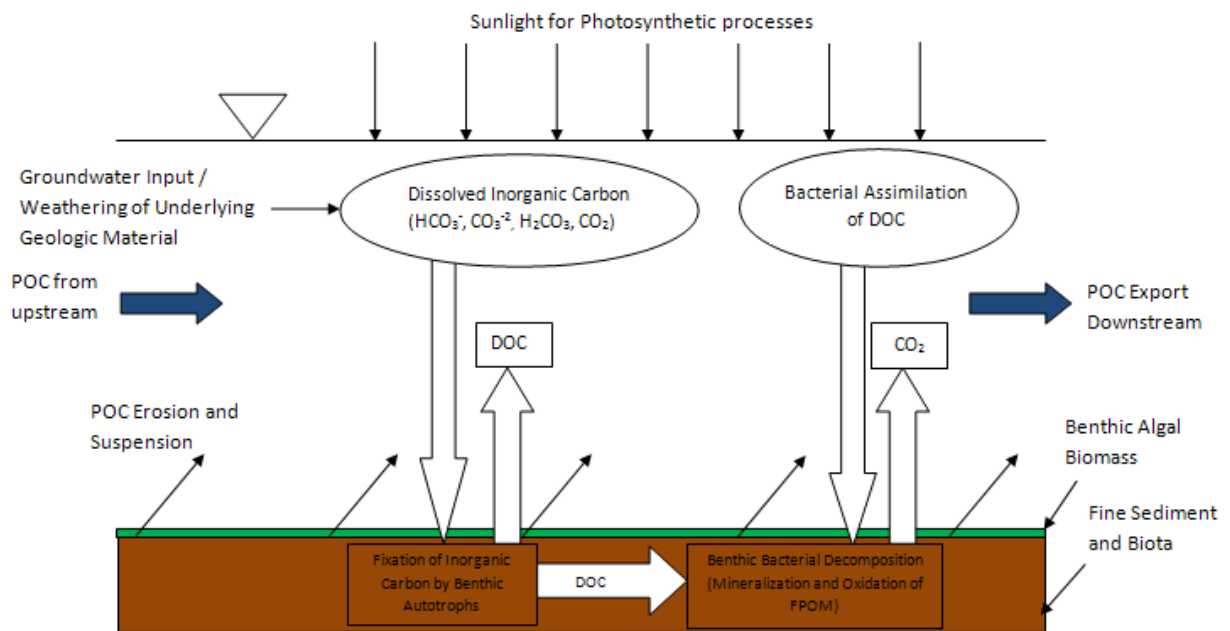 Sunlight for Photosynthetic processes
Groundwater Input /
Weathering of Underlying
Geologic Material
Dissolved Inorganic Carbon
(HCO₃⁻, CO₃⁻², H₂CO₃, CO₂)
Bacterial Assimilation
of DOC
POC from
upstream
POC Export
Downstream
DOC
CO₂
POC Erosion and
Suspension
Benthic Algal
Biomass
Fine Sediment
and Biota
Fixation of Inorganic
Carbon by Benthic
Autotrophs
DOC
Benthic Bacterial Decomposition
(Mineralization and Oxidation of
FPOM)